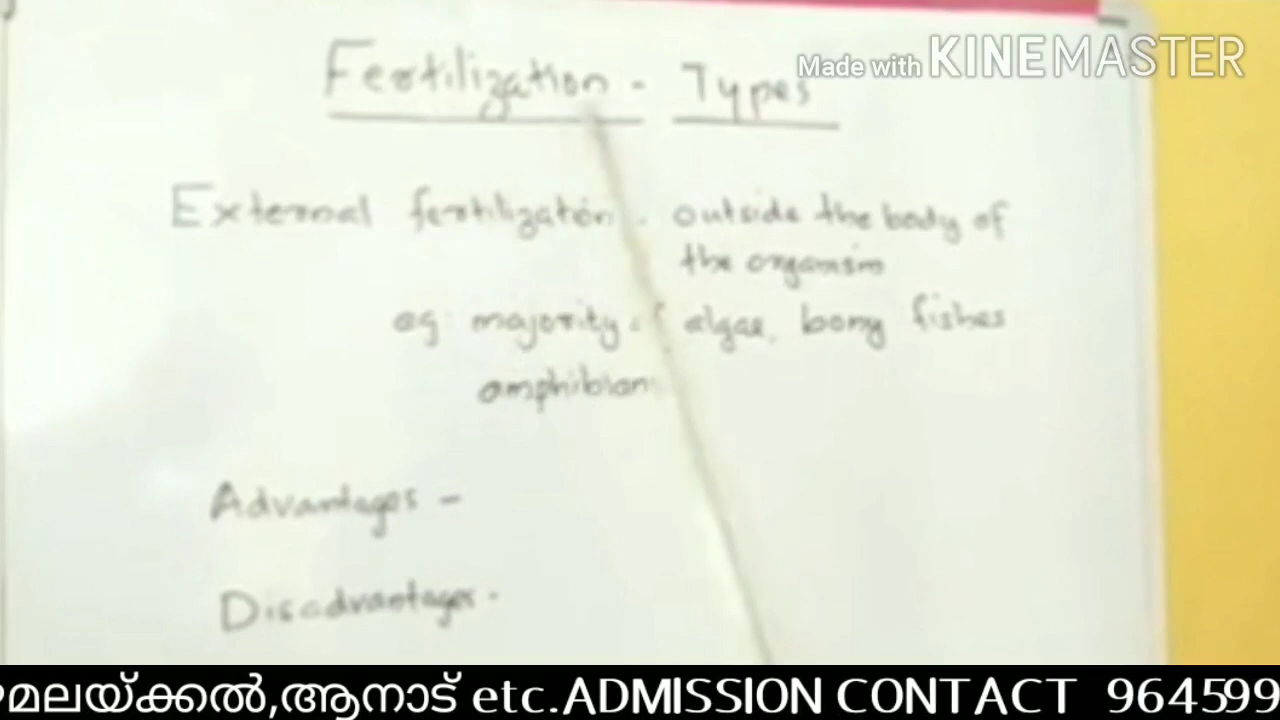 Made with KINEMASTER
Fertilization - Types
External fertilization - outside the body of
the organism
eg: majority of algae, bony fishes
amphibians
Advantages -
Disadvantages -
മലയ്ക്കൽ,ആനാട് etc.ADMISSION CONTACT 964599